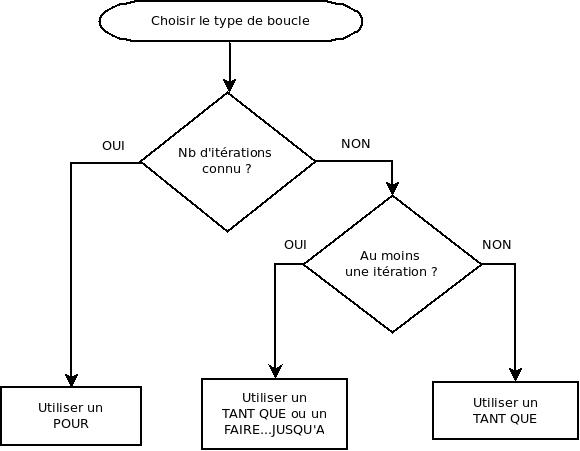 Choisir le type de boucle
OUI
NON
Nb d'itérations
connu ?
OUI
NON
Au moins
une itération ?
Utiliser un
POUR
Utiliser un
TANT QUE ou un
FAIRE...JUSQU'A
Utiliser un
TANT QUE